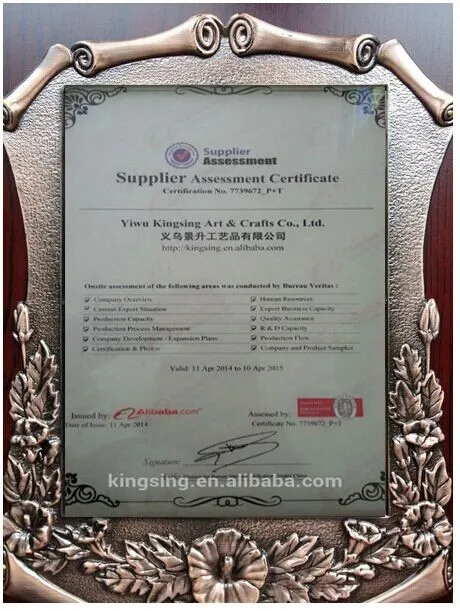 Supplier
Assessment
Supplier Assessment Certificate
Certification No. 7739672_P+T
Yiwu Kingsing Art & Crafts Co., Ltd.
义乌景升工艺品有限公司
http://kingsing.en.alibaba.com
Onsite assessment of the following areas was conducted by Bureau Veritas :
Company Overview
Human Resources
Current Export Situation
Export Business Capacity
Production Capacity
Quality Assurance
Production Process Management
R & D Capacity
Company Development / Expansion Plans
Production Flow
Certification & Photos
Company and Product Samples
Valid: 11 Apr 2014 to 10 Apr 2015
Issued by: Alibaba.com
Assessed by:
Date of Issue: 11 Apr 2014
Certificate No. 7739672_P+T
Signature:
kingsing.en.alibaba.com